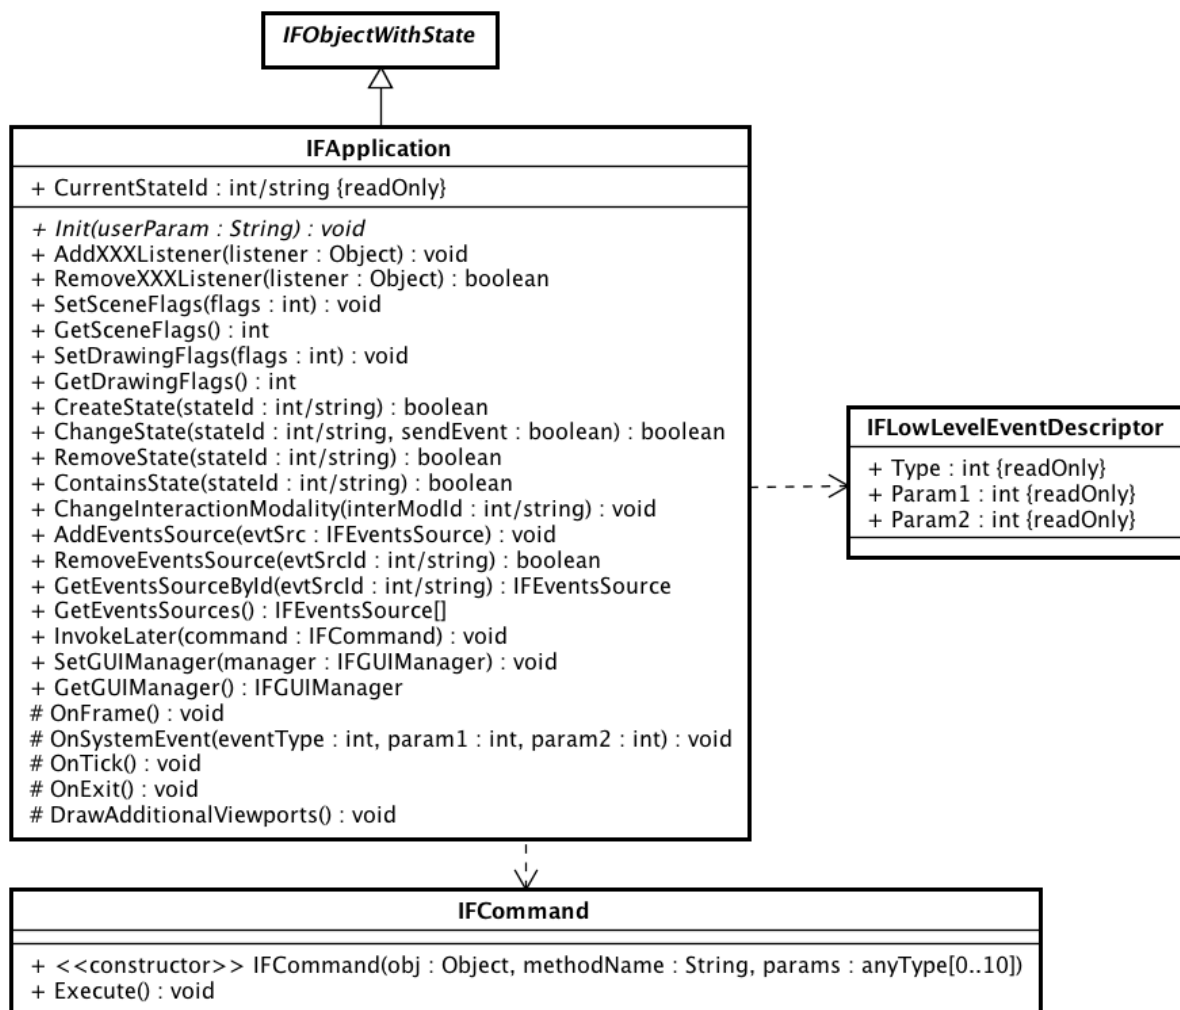 IFObjectWithState
IFApplication
+ CurrentStateId : int/string {readOnly}
+ Init(userParam : String) : void
+ AddXXXListener(listener : Object) : void
+ RemoveXXXListener(listener : Object) : boolean
+ SetSceneFlags(flags : int) : void
+ GetSceneFlags() : int
+ SetDrawingFlags(flags : int) : void
+ GetDrawingFlags() : int
+ CreateState(stateId : int/string) : boolean
+ ChangeState(stateId : int/string, sendEvent : boolean) : boolean
+ RemoveState(stateId : int/string) : boolean
+ ContainsState(stateId : int/string) : boolean
+ ChangeInteractionModality(interModId : int/string) : void
+ AddEventsSource(evtSrc : IFEventsSource) : void
+ RemoveEventsSource(evtSrcId : int/string) : boolean
+ GetEventsSourceById(evtSrcId : int/string) : IFEventsSource
+ GetEventsSources() : IFEventsSource[]
+ InvokeLater(command : IFCommand) : void
+ SetGUIManager(manager : IFGUIManager) : void
+ GetGUIManager() : IFGUIManager
# OnFrame() : void
# OnSystemEvent(eventType : int, param1 : int, param2 : int) : void
# OnTick() : void
# OnExit() : void
# DrawAdditionalViewports() : void
IFLowLevelEventDescriptor
+ Type : int {readOnly}
+ Param1 : int {readOnly}
+ Param2 : int {readOnly}
IFCommand
+ <<constructor>> IFCommand(obj : Object, methodName : String, params : anyType[0..10])
+ Execute() : void